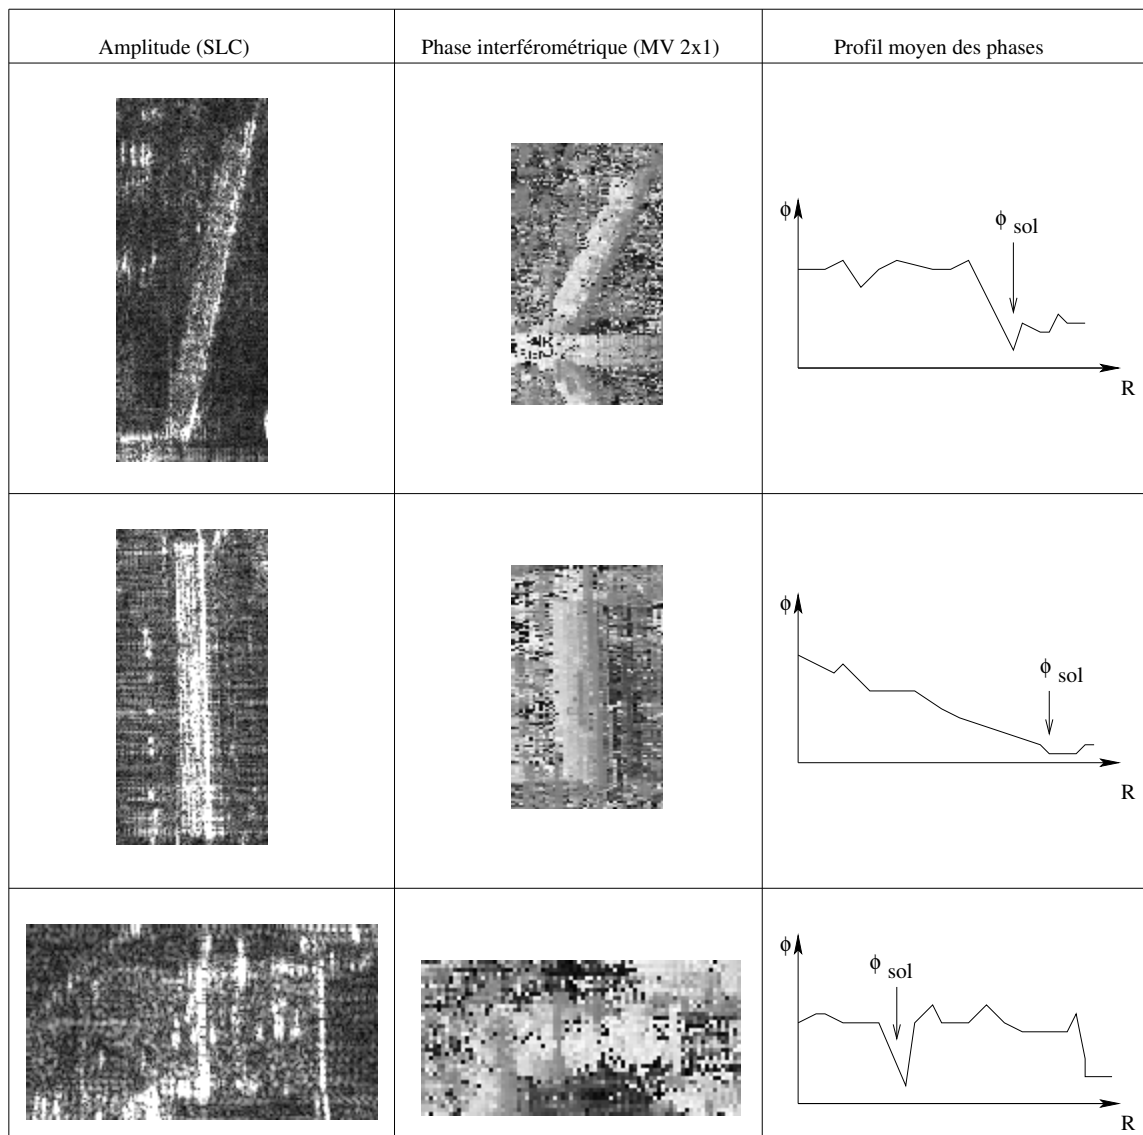 Amplitude (SLC)
Phase interférométrique (MV 2x1)
Profil moyen des phases
ϕ
ϕ sol
R
ϕ
ϕ sol
R
ϕ
ϕ sol
R